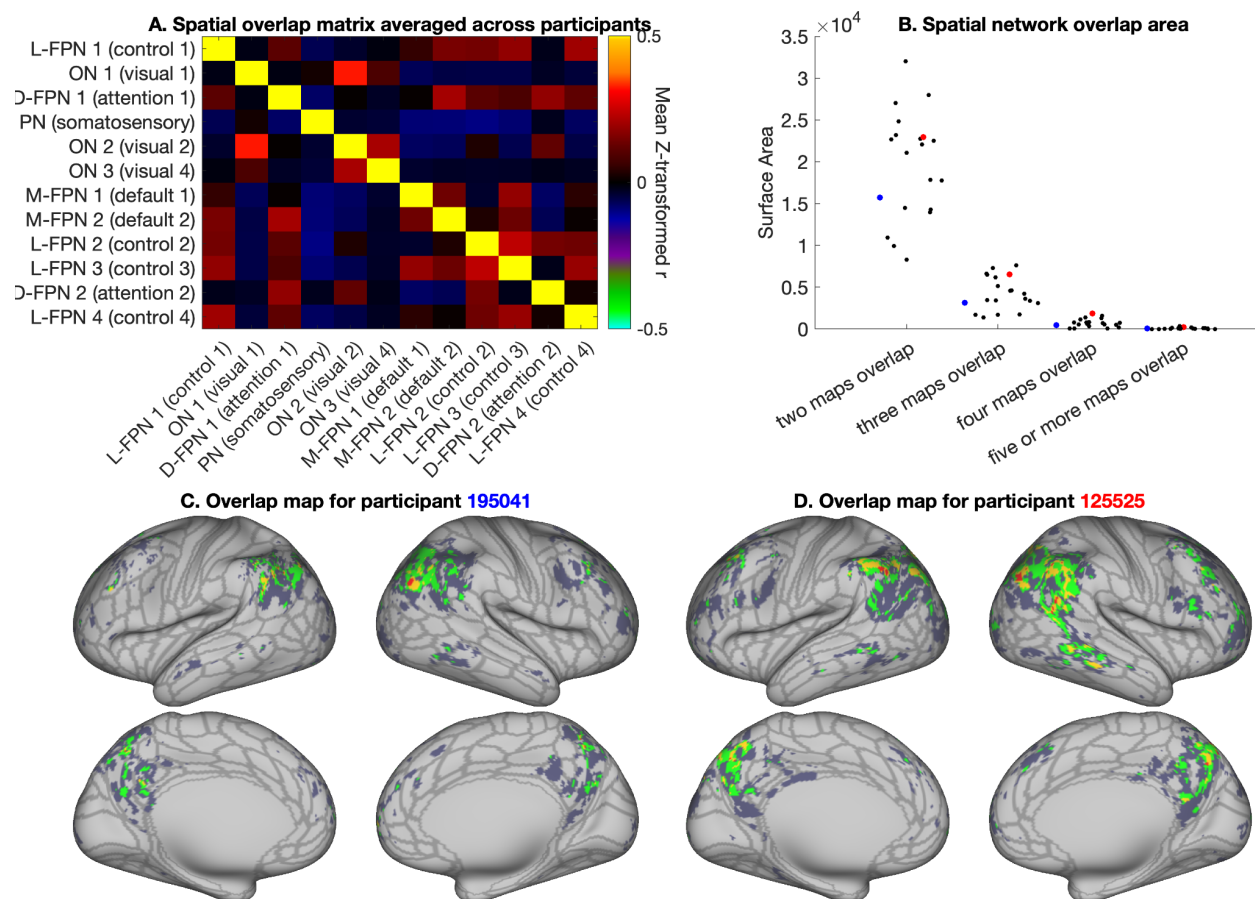 A. Spatial overlap matrix averaged across participants
L-FPN 1 (control 1)
ON 1 (visual 1)
D-FPN 1 (attention 1)
PN (somatosensory)
ON 2 (visual 2)
ON 3 (visual 4)
M-FPN 1 (default 1)
M-FPN 2 (default 2)
L-FPN 2 (control 2)
L-FPN 3 (control 3)
D-FPN 2 (attention 2)
L-FPN 4 (control 4)
L-FPN 1 (control 1)
ON 1 (visual 1)
D-FPN 1 (attention 1)
PN (somatosensory)
ON 2 (visual 2)
ON 3 (visual 4)
M-FPN 1 (default 1)
M-FPN 2 (default 2)
L-FPN 2 (control 2)
L-FPN 3 (control 3)
D-FPN 2 (attention 2)
L-FPN 4 (control 4)
0.5
0
-0.5
Mean Z-transformed r
B. Spatial network overlap area
×10⁴
3.5
3
2.5
2
1.5
1
0.5
0
Surface Area
two maps overlap
three maps overlap
four maps overlap
five or more maps overlap
C. Overlap map for participant 195041
D. Overlap map for participant 125525